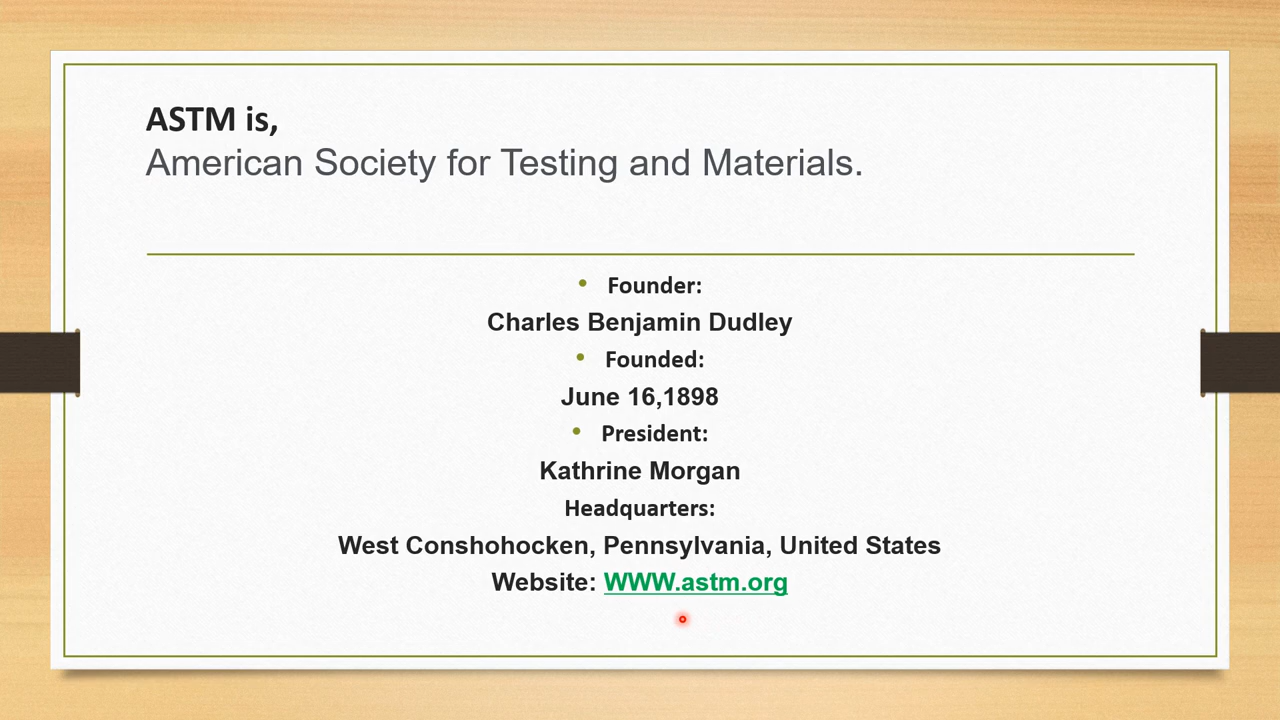 ASTM is,
American Society for Testing and Materials.
• Founder:
Charles Benjamin Dudley
• Founded:
June 16,1898
• President:
Kathrine Morgan
Headquarters:
West Conshohocken, Pennsylvania, United States
Website: WWW.astm.org